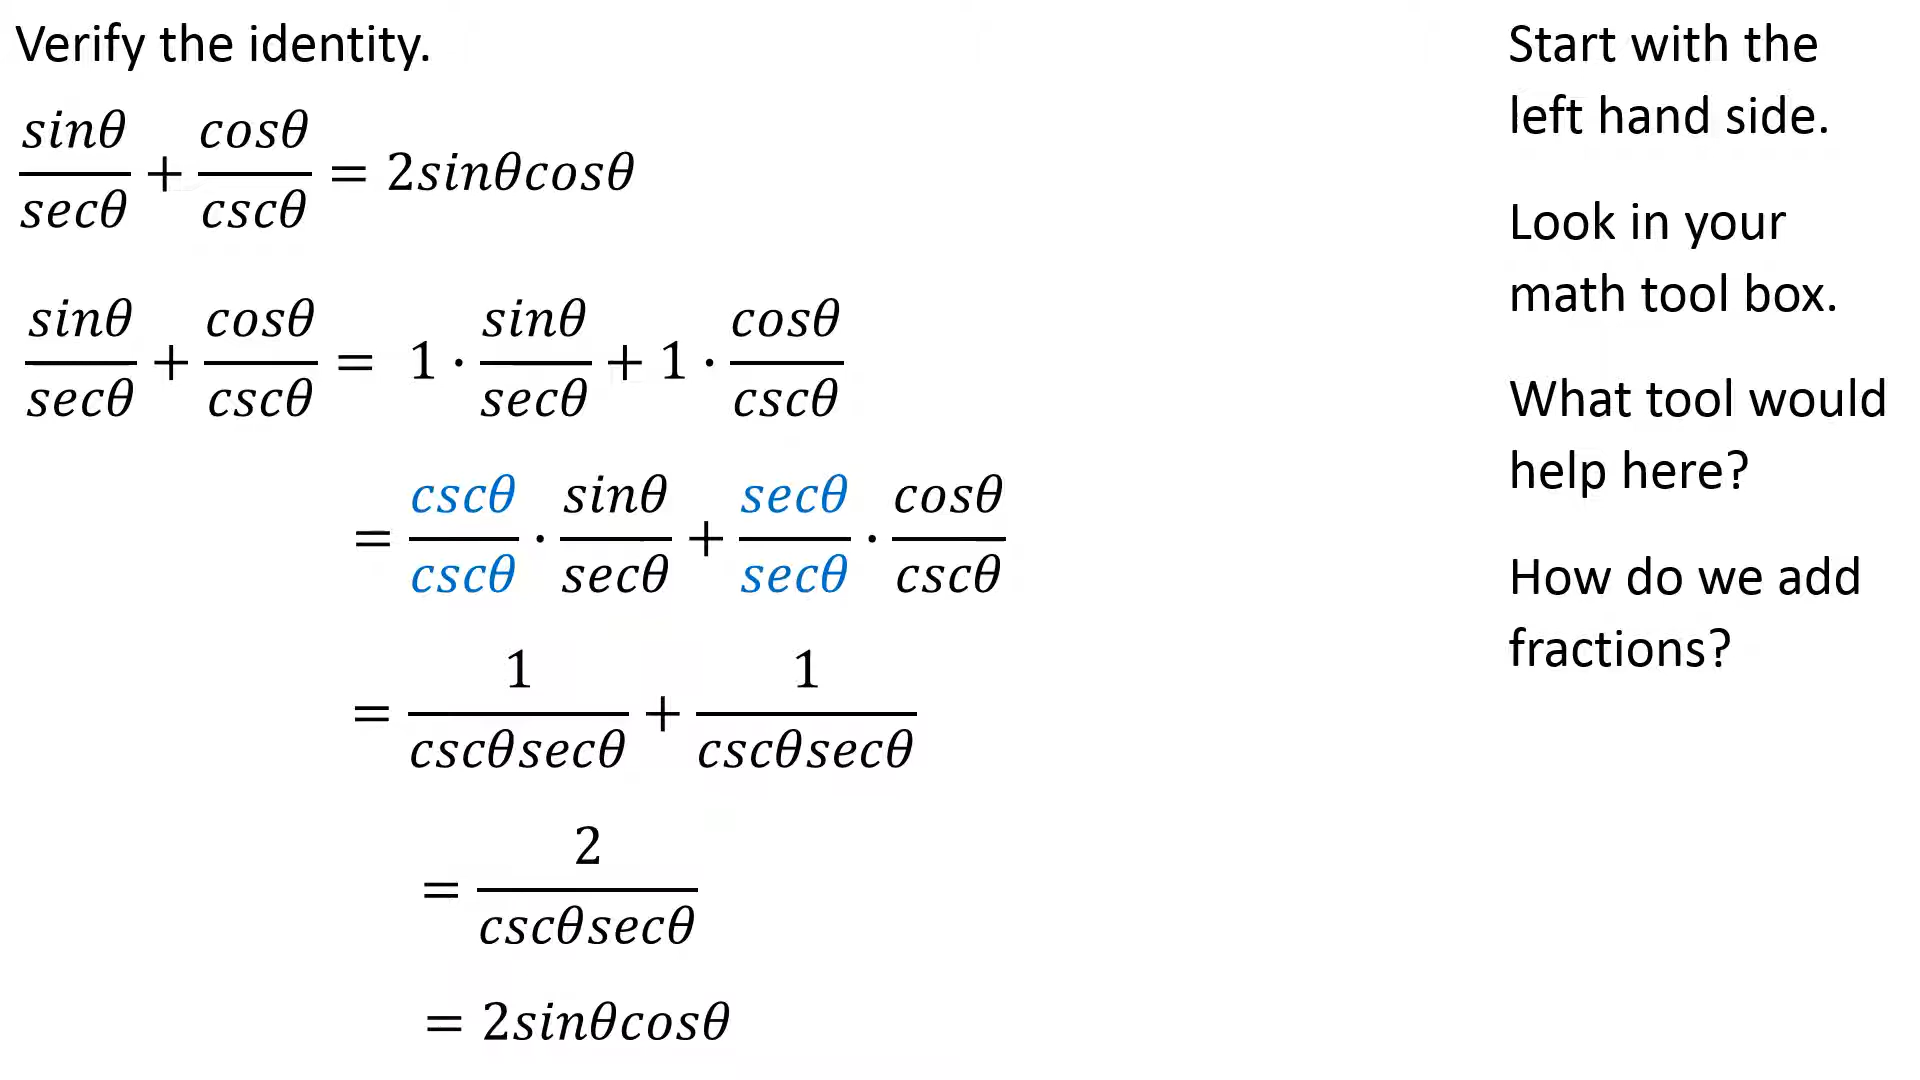 Verify the identity.
sinθ/secθ + cosθ/cscθ = 2sinθcosθ
sinθ/secθ + cosθ/cscθ = 1 · sinθ/secθ + 1 · cosθ/cscθ
= cscθ/cscθ · sinθ/secθ + secθ/secθ · cosθ/cscθ
= 1/cscθsecθ + 1/cscθsecθ
= 2/cscθsecθ
= 2sinθcosθ
Start with the
left hand side.
Look in your
math tool box.
What tool would
help here?
How do we add
fractions?